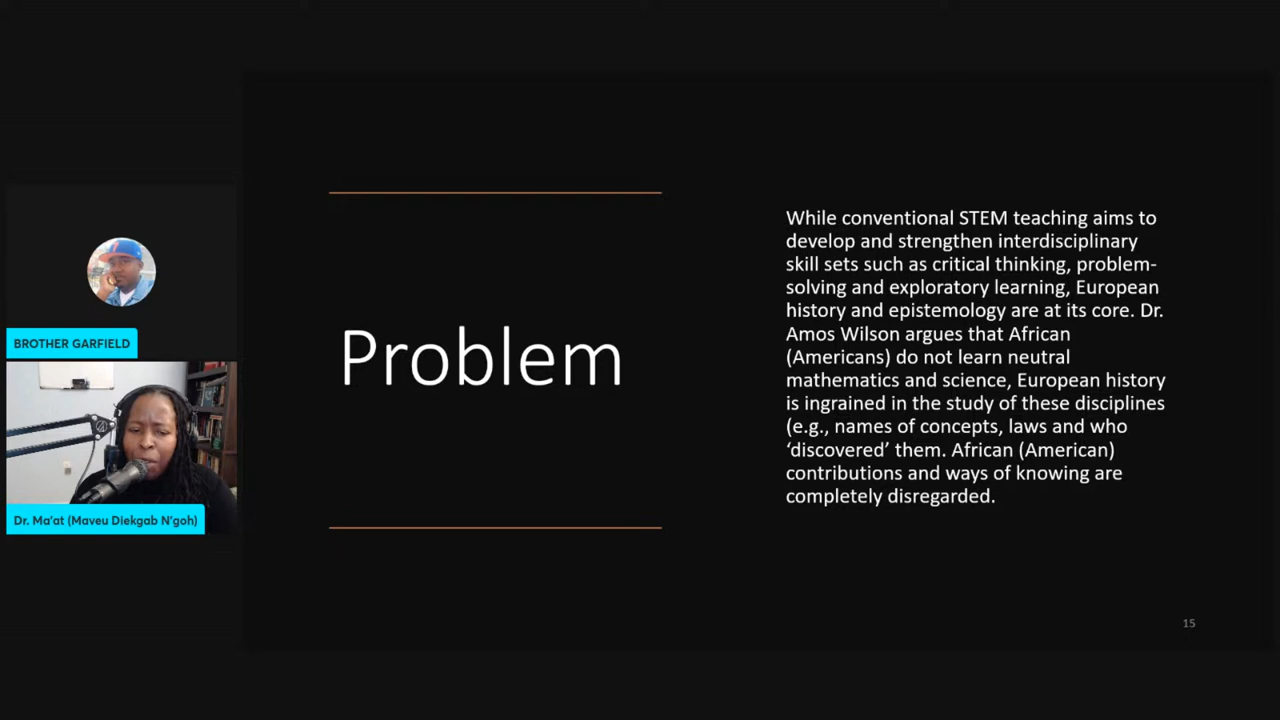 BROTHER GARFIELD
Dr. Ma'at (Maveu Diekgab N'goh)
Problem
While conventional STEM teaching aims to
develop and strengthen interdisciplinary
skill sets such as critical thinking, problem-
solving and exploratory learning, European
history and epistemology are at its core. Dr.
Amos Wilson argues that African
(Americans) do not learn neutral
mathematics and science, European history
is ingrained in the study of these disciplines
(e.g., names of concepts, laws and who
‘discovered’ them. African (American)
contributions and ways of knowing are
completely disregarded.
15